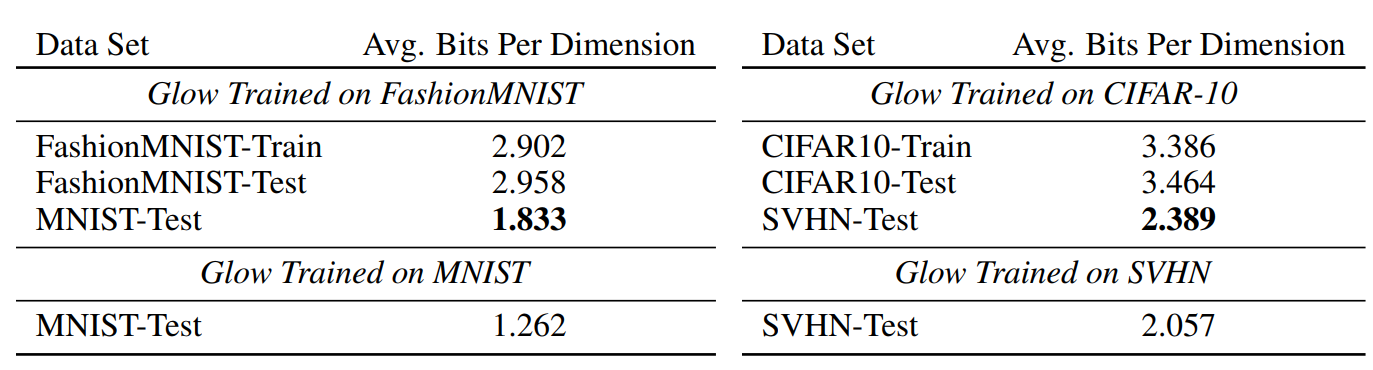 Data Set Avg. Bits Per Dimension
Glow Trained on FashionMNIST
FashionMNIST-Train 2.902
FashionMNIST-Test 2.958
MNIST-Test 1.833
Glow Trained on MNIST
MNIST-Test 1.262
Data Set Avg. Bits Per Dimension
Glow Trained on CIFAR-10
CIFAR10-Train 3.386
CIFAR10-Test 3.464
SVHN-Test 2.389
Glow Trained on SVHN
SVHN-Test 2.057